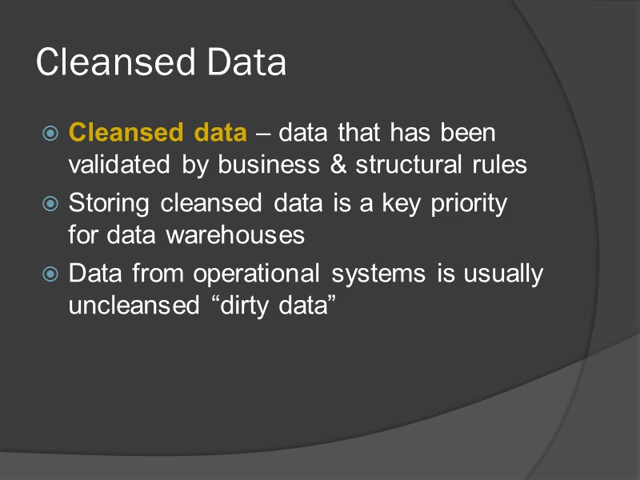 Cleansed Data
Cleansed data – data that has been
validated by business & structural rules
Storing cleansed data is a key priority
for data warehouses
Data from operational systems is usually
uncleansed “dirty data”